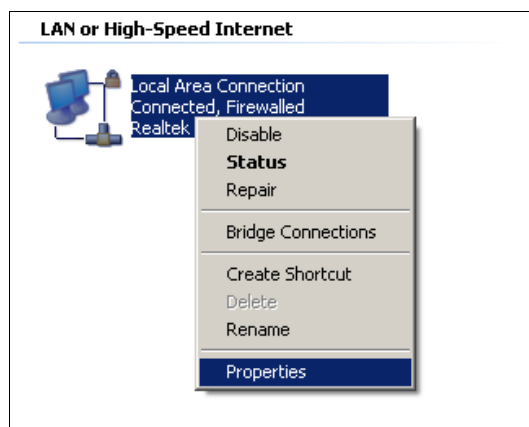 LAN or High-Speed Internet
Local Area Connection
Connected, Firewalled
Realtek
Disable
Status
Repair
Bridge Connections
Create Shortcut
Delete
Rename
Properties